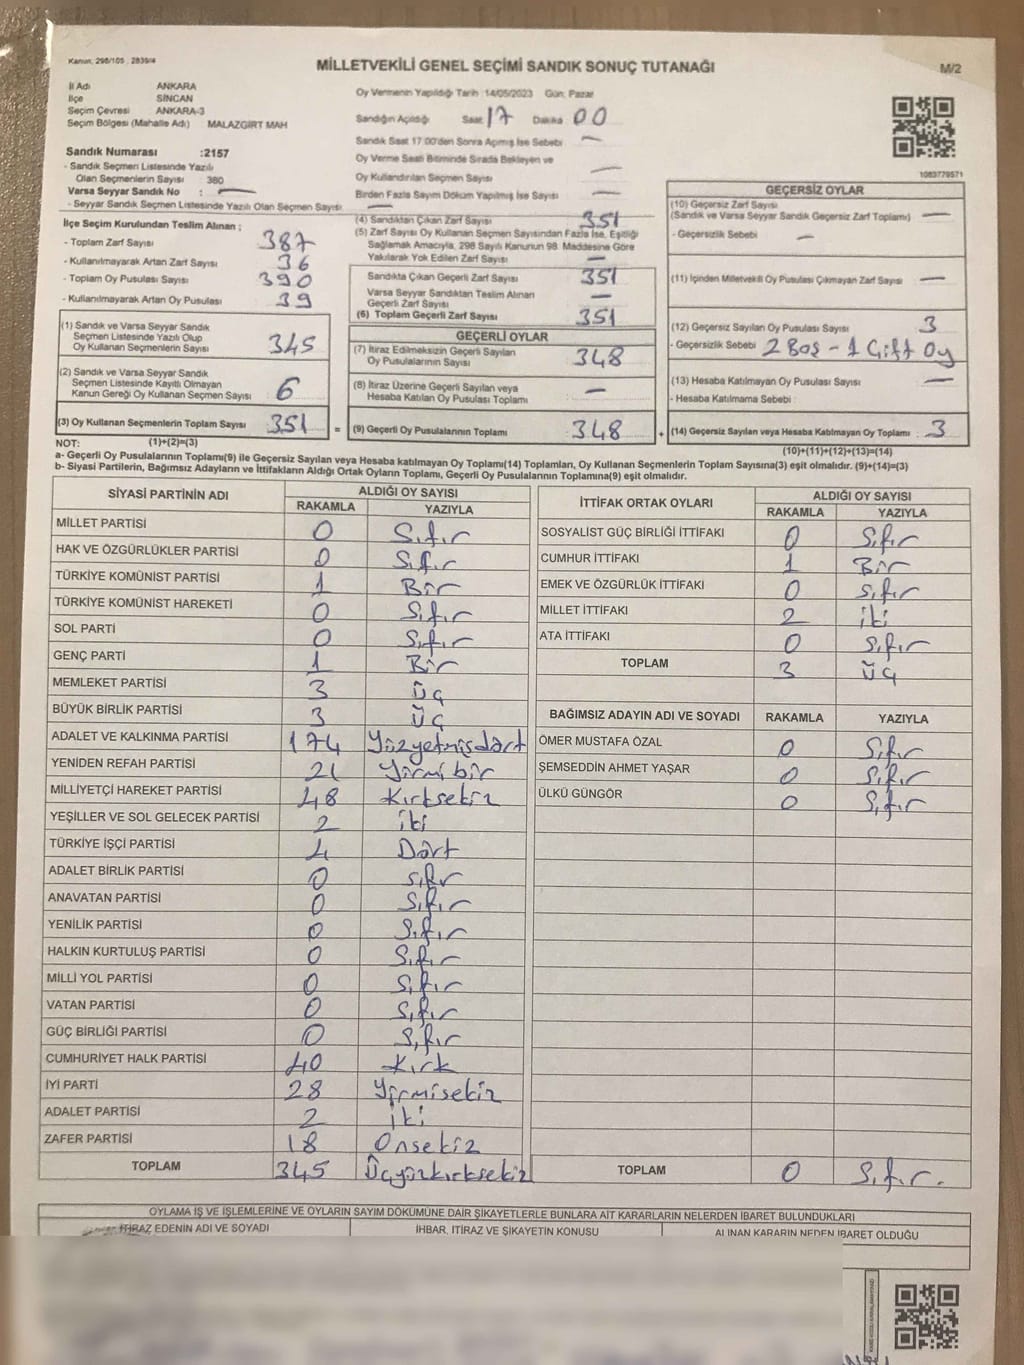 Kanun, 298/105 , 2839/4
MİLLETVEKİLİ GENEL SEÇİMİ SANDIK SONUÇ TUTANAĞI
M/2
İl Adı ANKARA
İlçe SİNCAN
Seçim Çevresi ANKARA-3
Seçim Bölgesi (Mahalle Adı) MALAZGİRT MAH
Sandık Numarası :2157
- Sandık Seçmen Listesinde Yazılı
Olan Seçmenlerin Sayısı : 380
Varsa Seyyar Sandık No : —
- Seyyar Sandık Seçmen Listesinde Yazılı Olan Seçmen Sayısı: —
Oy Vermenin Yapıldığı Tarih :14/05/2023 Gün: Pazar
Sandığın Açıldığı Saat 17 Dakika 00
Sandık Saat 17:00'den Sonra Açımış İse Sebebi —
Oy Verme Saati Bitiminde Sırada Bekleyen ve
Oy Kullandırılan Seçmen Sayısı —
Birden Fazla Sayım Döküm Yapılmış İse Sayısı —
1083779571
İlçe Seçim Kurulundan Teslim Alınan ;
- Toplam Zarf Sayısı 387
- Kullanılmayarak Artan Zarf Sayısı 36
- Toplam Oy Pusulası Sayısı 390
- Kullanılmayarak Artan Oy Pusulası 39
(1) Sandık ve Varsa Seyyar Sandık
Seçmen Listesinde Yazılı Olup
Oy Kullanan Seçmenlerin Sayısı 345
(2) Sandık ve Varsa Seyyar Sandık
Seçmen Listesinde Kayıtlı Olmayan
Kanun Gereği Oy Kullanan Seçmen Sayısı 6
(3) Oy Kullanan Seçmenlerin Toplam Sayısı 351 =
(4) Sandıktan Çıkan Zarf Sayısı 351
(5) Zarf Sayısı Oy Kullanan Seçmen Sayısından Fazla İse, Eşitliği
Sağlamak Amacıyla, 298 Sayılı Kanunun 98. Maddesine Göre
Yakılarak Yok Edilen Zarf Sayısı —
Sandıkta Çıkan Geçerli Zarf Sayısı 351
Varsa Seyyar Sandıktan Teslim Alınan
Geçerli Zarf Sayısı —
(6) Toplam Geçerli Zarf Sayısı 351
GEÇERLİ OYLAR
(7) İtiraz Edilmeksizin Geçerli Sayılan
Oy Pusulalarının Sayısı 348
(8) İtiraz Üzerine Geçerli Sayılan veya
Hesaba Katılan Oy Pusulası Toplamı —
(9) Geçerli Oy Pusulalarının Toplamı 348 +
GEÇERSİZ OYLAR
(10) Geçersiz Zarf Sayısı
(Sandık ve Varsa Seyyar Sandık Geçersiz Zarf Toplamı) —
- Geçersizlik Sebebi —
(11) İçinden Milletvekili Oy Pusulası Çıkmayan Zarf Sayısı —
(12) Geçersiz Sayılan Oy Pusulası Sayısı 3
- Geçersizlik Sebebi 2 Boş - 1 Çift Oy
(13) Hesaba Katılmayan Oy Pusulası Sayısı —
- Hesaba Katılmama Sebebi :
(14) Geçersiz Sayılan veya Hesaba Katılmayan Oy Toplamı : 3
NOT: (1)+(2)=(3)
(10)+(11)+(12)+(13)=(14)
a- Geçerli Oy Pusulalarının Toplamı(9) ile Geçersiz Sayılan veya Hesaba katılmayan Oy Toplamı(14) Toplamları, Oy Kullanan Seçmenlerin Toplam Sayısına(3) eşit olmalıdır. (9)+(14)=(3)
b- Siyasi Partilerin, Bağımsız Adayların ve İttifakların Aldığı Ortak Oyların Toplamı, Geçerli Oy Pusulalarının Toplamına(9) eşit olmalıdır.
SİYASİ PARTİNİN ADI ALDIĞI OY SAYISI
RAKAMLA YAZIYLA
MİLLET PARTİSİ 0 Sıfır
HAK VE ÖZGÜRLÜKLER PARTİSİ 0 Sıfır
TÜRKİYE KOMÜNİST PARTİSİ 1 Bir
TÜRKİYE KOMÜNİST HAREKETİ 0 Sıfır
SOL PARTİ 0 Sıfır
GENÇ PARTİ 1 Bir
MEMLEKET PARTİSİ 3 Üç
BÜYÜK BİRLİK PARTİSİ 3 Üç
ADALET VE KALKINMA PARTİSİ 174 Yüzyetmişdört
YENİDEN REFAH PARTİSİ 21 Yirmi bir
MİLLİYETÇİ HAREKET PARTİSİ 48 Kırksekiz
YEŞİLLER VE SOL GELECEK PARTİSİ 2 iki
TÜRKİYE İŞÇİ PARTİSİ 4 Dört
ADALET BİRLİK PARTİSİ 0 sıfır
ANAVATAN PARTİSİ 0 Sıfır
YENİLİK PARTİSİ 0 Sıfır
HALKIN KURTULUŞ PARTİSİ 0 Sıfır
MİLLİ YOL PARTİSİ 0 Sıfır
VATAN PARTİSİ 0 Sıfır
GÜÇ BİRLİĞİ PARTİSİ 0 Sıfır
CUMHURİYET HALK PARTİSİ 40 Kırk
İYİ PARTİ 28 Yirmisekiz
ADALET PARTİSİ 2 İki
ZAFER PARTİSİ 18 Onsekiz
TOPLAM 345 Üçyüzkırksekiz
İTTİFAK ORTAK OYLARI ALDIĞI OY SAYISI
RAKAMLA YAZIYLA
SOSYALİST GÜÇ BİRLİĞİ İTTİFAKI 0 Sıfır
CUMHUR İTTİFAKI 1 Bir
EMEK VE ÖZGÜRLÜK İTTİFAKI 0 sıfır
MİLLET İTTİFAKI 2 iki
ATA İTTİFAKI 0 Sıfır
TOPLAM 3 Üç
BAĞIMSIZ ADAYIN ADI VE SOYADI RAKAMLA YAZIYLA
ÖMER MUSTAFA ÖZAL 0 Sıfır
ŞEMSEDDİN AHMET YAŞAR 0 Sıfır
ÜLKÜ GÜNGÖR 0 Sıfır
TOPLAM 0 Sıfır.
OYLAMA İŞ VE İŞLEMLERİNE VE OYLARIN SAYIM DÖKÜMÜNE DAİR ŞİKAYETLERLE BUNLARA AİT KARARLARIN NELERDEN İBARET BULUNDUKLARI
İTİRAZ EDENİN ADI VE SOYADI İHBAR, İTİRAZ VE ŞİKAYETİN KONUSU ALINAN KARARIN NEDEN İBARET OLDUĞU